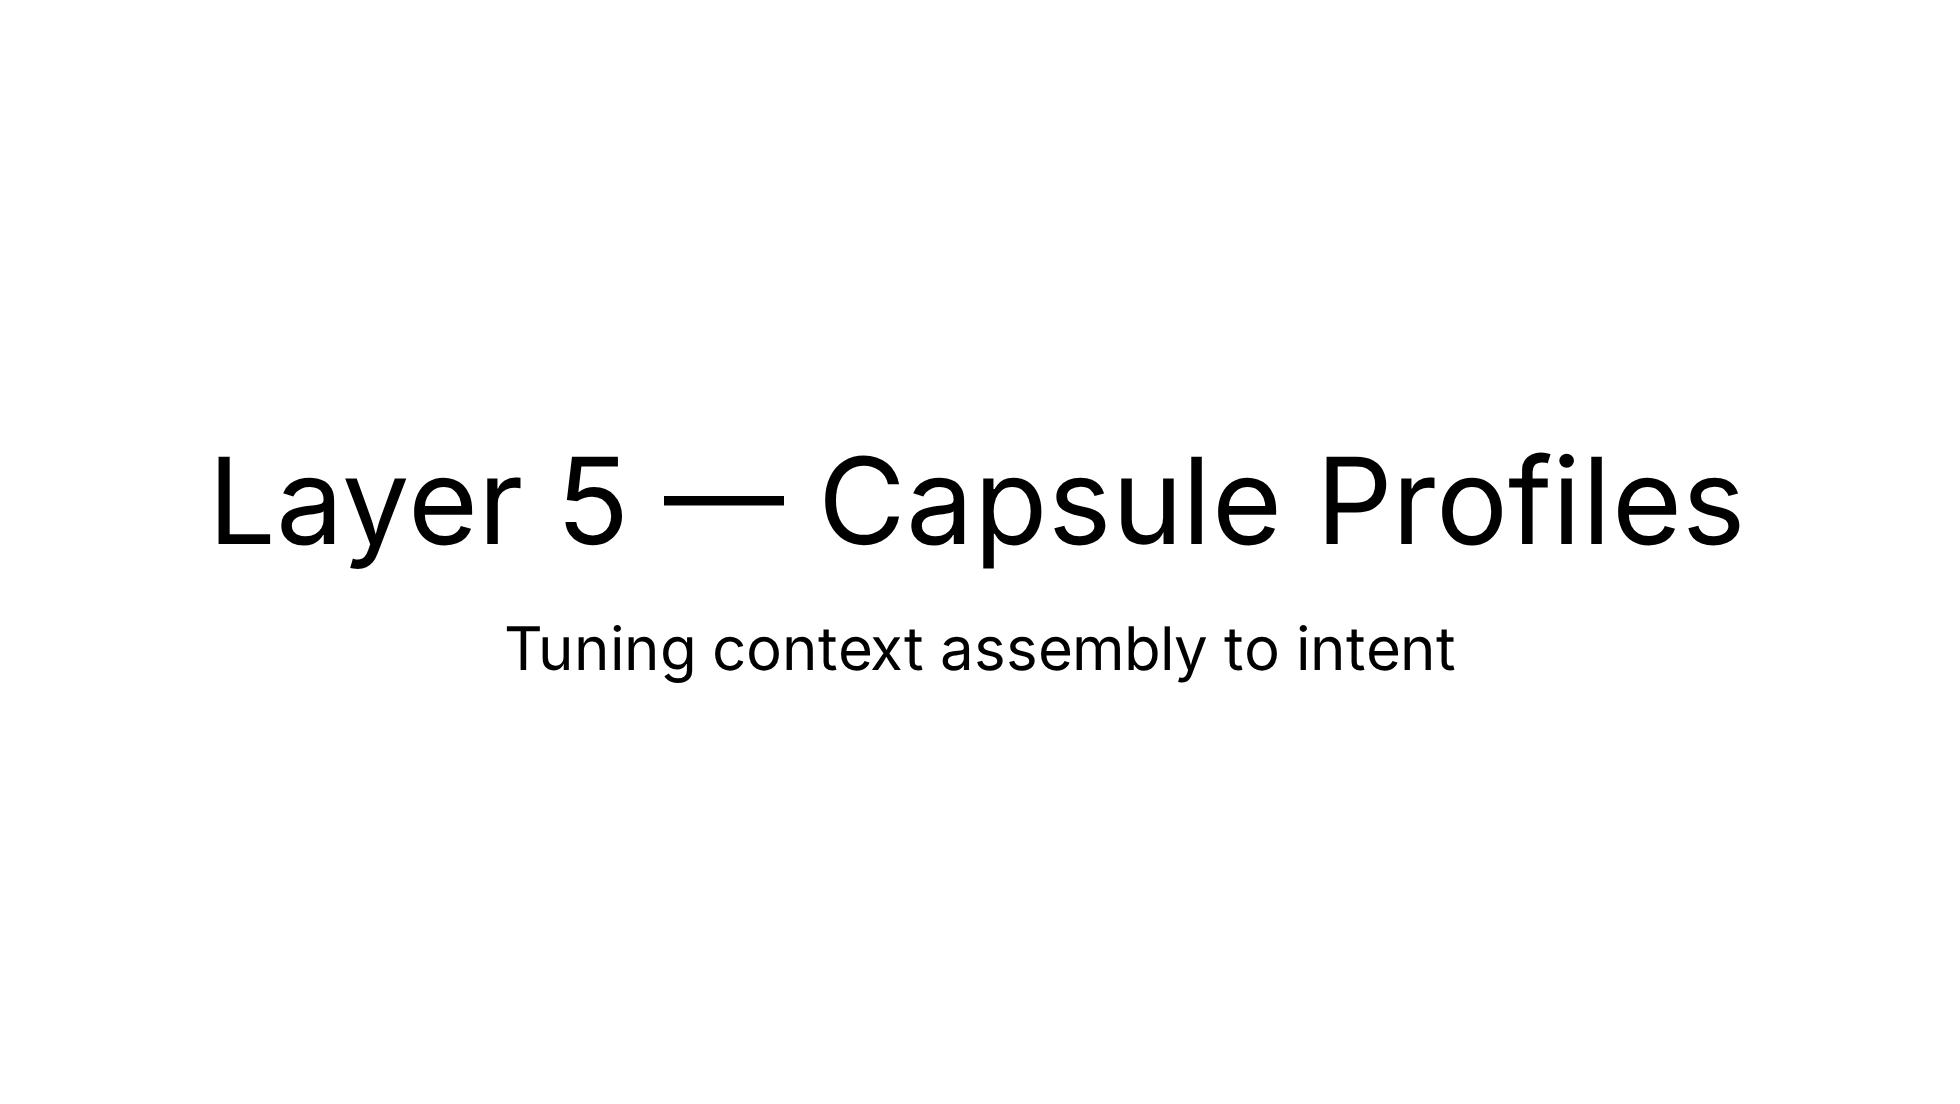 Layer 5 — Capsule Profiles
Tuning context assembly to intent